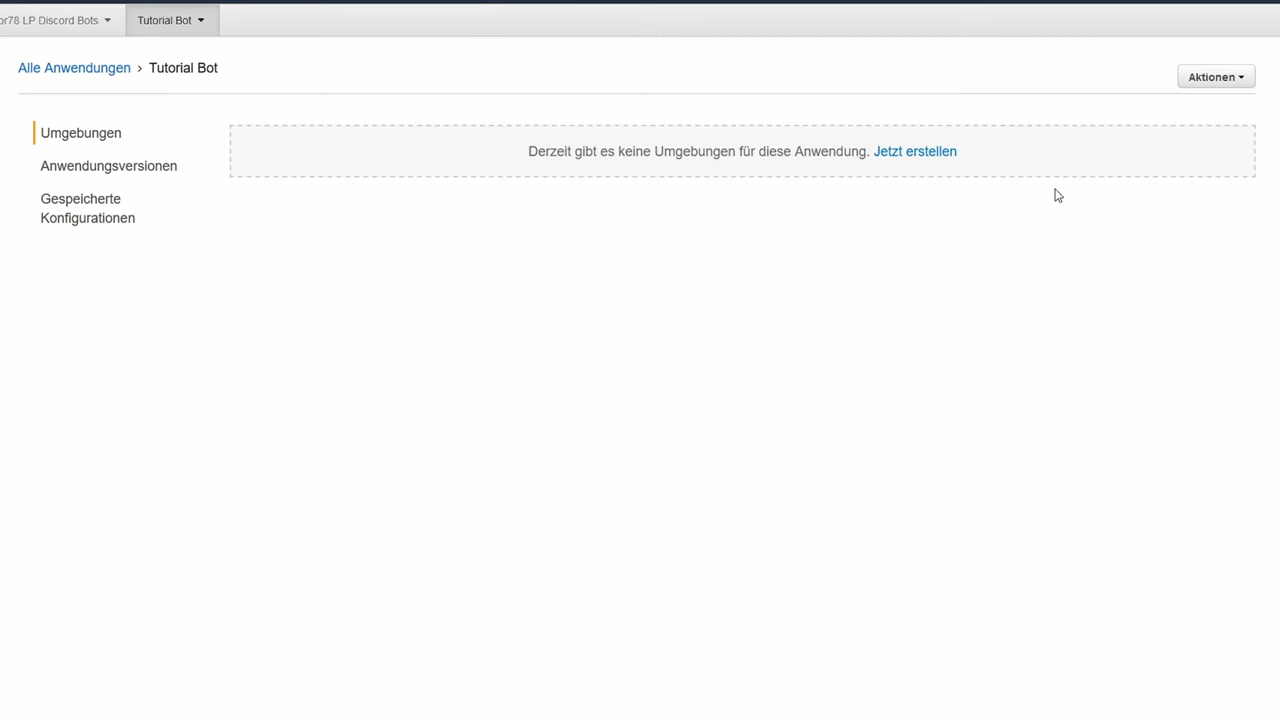 LP Discord Bots
Tutorial Bot
Alle Anwendungen › Tutorial Bot
Aktionen
Umgebungen
Anwendungsversionen
Gespeicherte
Konfigurationen
Derzeit gibt es keine Umgebungen für diese Anwendung. Jetzt erstellen